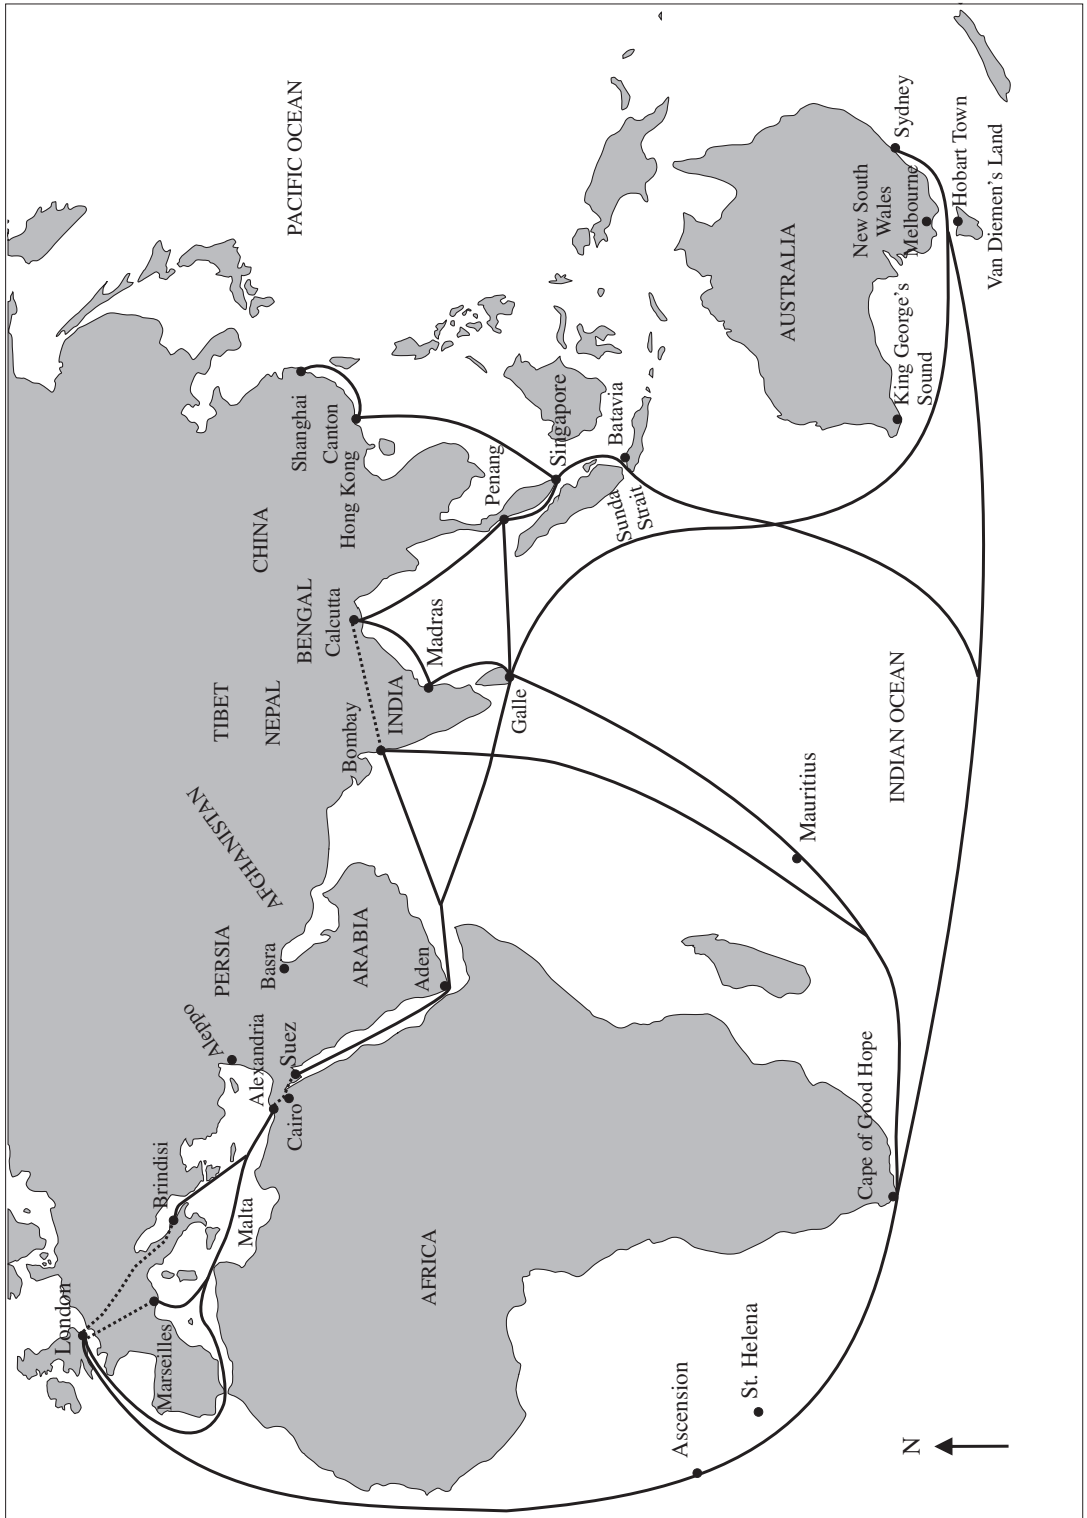 PACIFIC OCEAN
Sydney
Hobart Town
Van Diemen's Land
New South
Wales
Melbourne
AUSTRALIA
King George's
Sound
Shanghai
Canton
Hong Kong
CHINA
Singapore
Batavia
Penang
Sunda
Strait
BENGAL
Calcutta
Madras
TIBET
NEPAL
INDIA
Bombay
Galle
INDIAN OCEAN
Mauritius
AFGHANISTAN
PERSIA
Basra
ARABIA
Aden
Aleppo
Alexandria
Suez
Cairo
Brindisi
Malta
London
Marseilles
AFRICA
Cape of Good Hope
Ascension
St. Helena
N